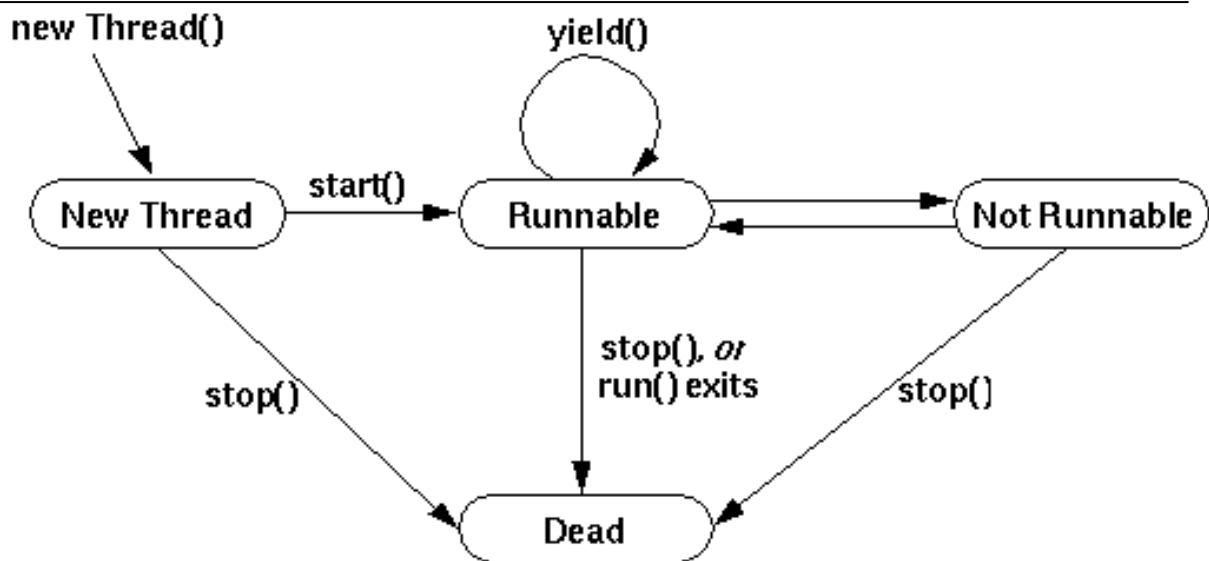 new Thread()
yield()
start()
New Thread
Runnable
Not Runnable
stop(), or
run() exits
stop()
stop()
Dead